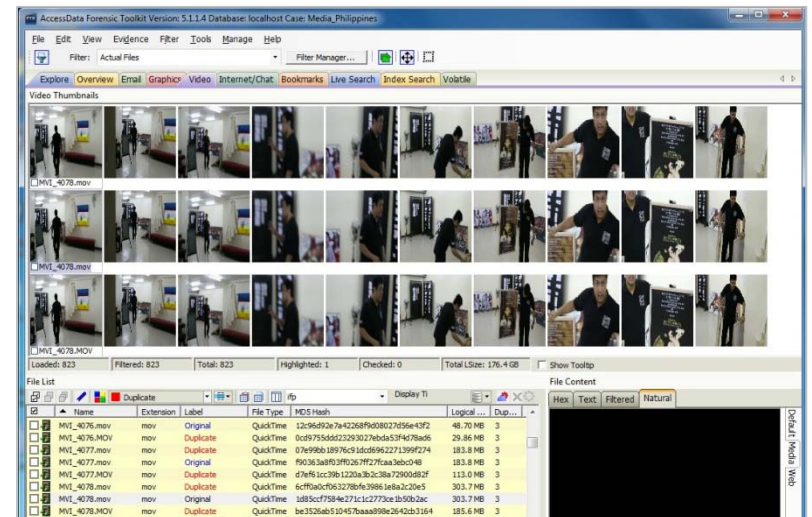 AccessData Forensic Toolkit Version: 5.1.1.4 Database: localhost Case: Media_Philippines
File Edit View Evidence Filter Tools Manage Help
Filter: Actual Files Filter Manager...
Explore Overview Email Graphics Video Internet/Chat Bookmarks Live Search Index Search Volatile
Video Thumbnails
MVI_4078.mov
MVI_4078.mov
MVI_4078.MOV
Loaded: 823 Filtered: 823 Total: 823 Highlighted: 1 Checked: 0 Total LSize: 176.4 GB Show Tooltip
File List File Content
Duplicate ifp Display Ti Hex Text Filtered Natural
Name Extension Label File Type MD5 Hash Logical ... Dup...
MVI_4076.mov mov Original QuickTime 12c96d92e7a42268f9d08027d56e43f2 48.70 MB 3
MVI_4076.MOV mov Duplicate QuickTime 0cd9755ddd23293027ebda53f4d78ad6 29.86 MB 3
MVI_4077.mov mov Duplicate QuickTime 07e99bb18976c91dcd6962271399f274 183.8 MB 3
MVI_4077.mov mov Original QuickTime f90363a8f03ff0267ff27fcaa3ebc048 183.8 MB 3
MVI_4077.MOV mov Duplicate QuickTime d7ef61cc39b1220a3b2c38a72900d82f 113.0 MB 3
MVI_4078.mov mov Duplicate QuickTime 6cff0a0cf063278bfe39861e8a2c20e5 303.7 MB 3
MVI_4078.mov mov Original QuickTime 1d85ccf7584e271c1c2773ce1b50b2ac 303.7 MB 3
MVI_4078.MOV mov Duplicate QuickTime be3526ab510457baaa898e2642cb3164 185.6 MB 3
Default Media Web